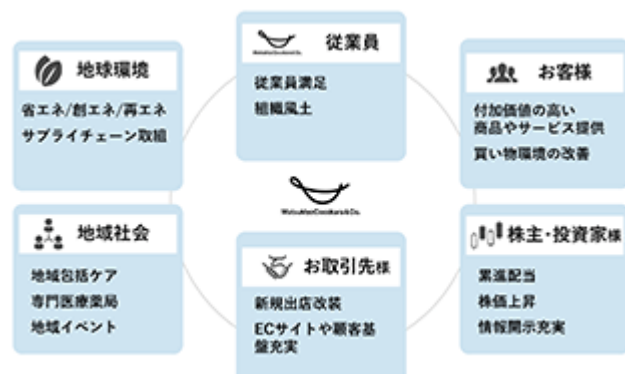 地球環境
省エネ/創エネ/再エネ
サプライチェーン取組
従業員
従業員満足
組織風土
お客様
付加価値の高い
商品やサービス提供
買い物環境の改善
MatsukiyoCocokara&Co.
地域社会
地域包括ケア
専門医療薬局
地域イベント
お取引先様
新規出店改装
ECサイトや顧客基
盤充実
株主・投資家様
累進配当
株価上昇
情報開示充実